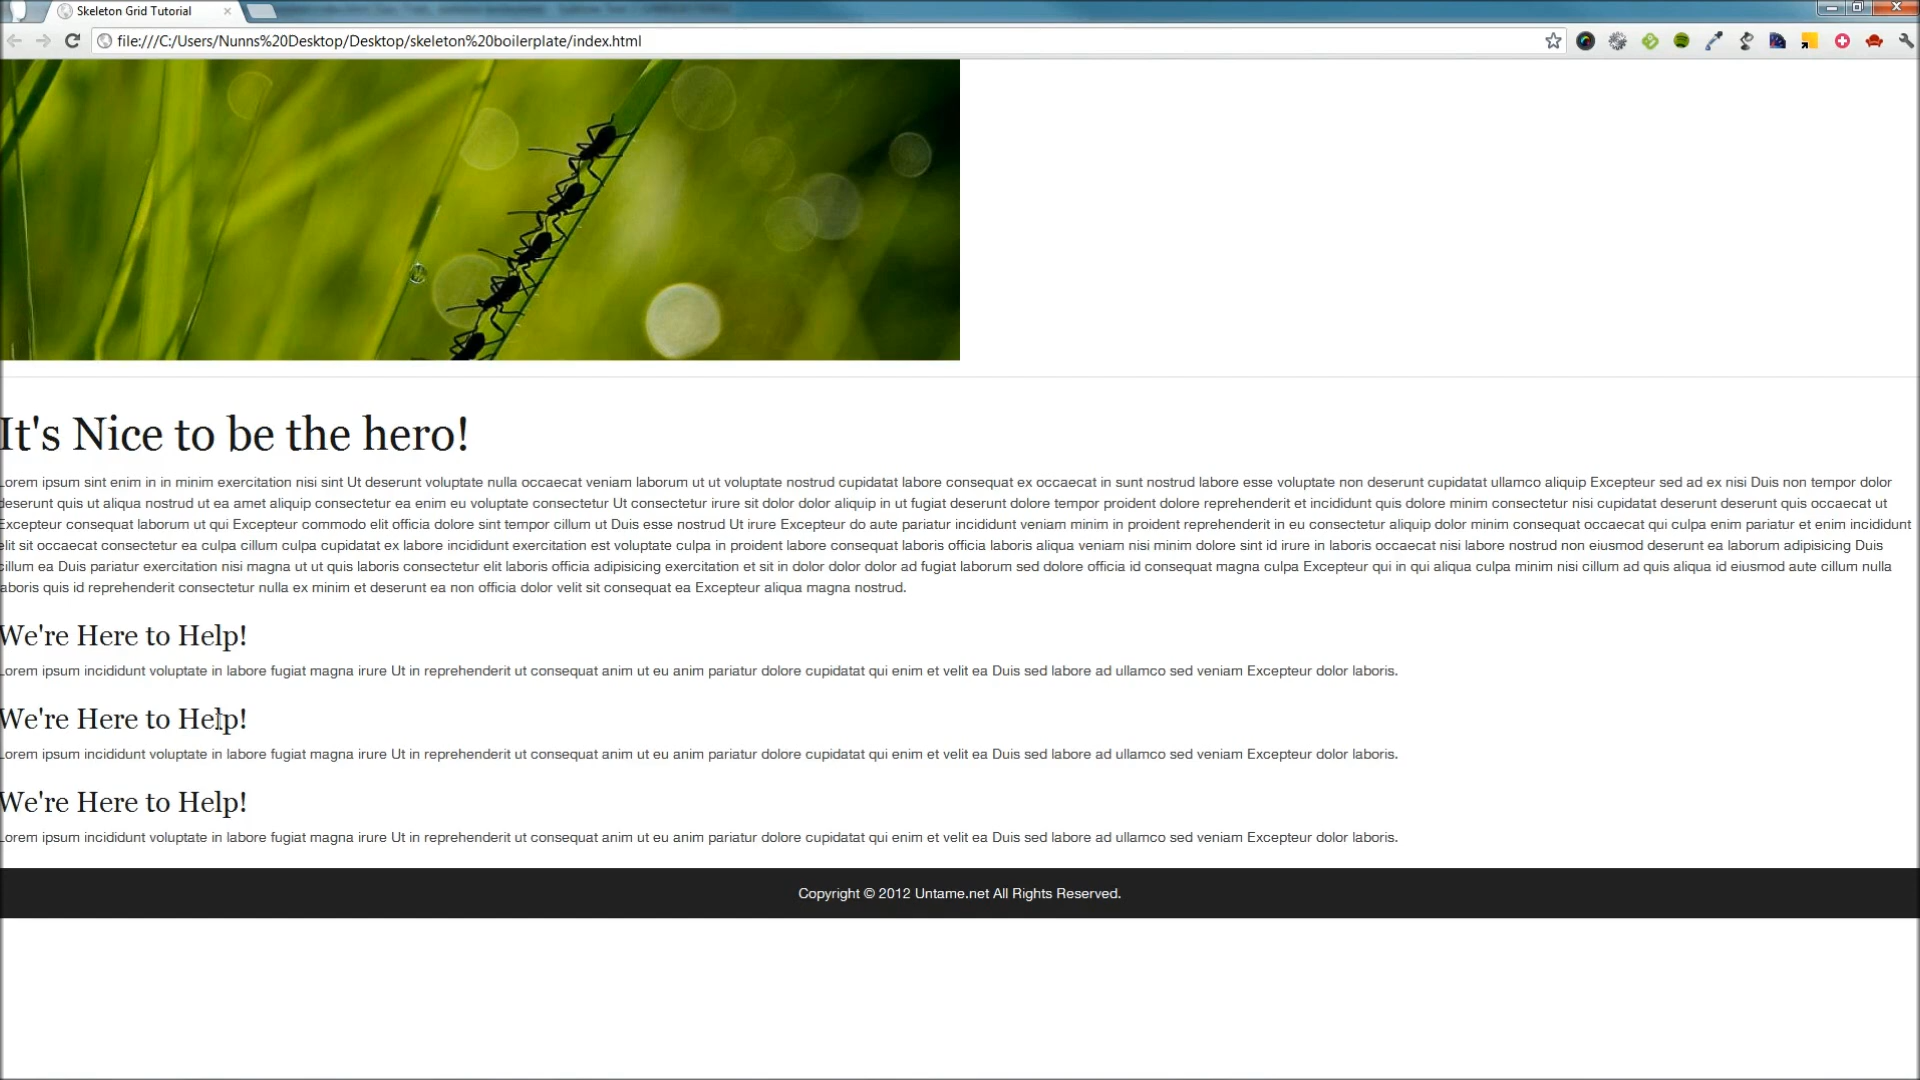 Skeleton Grid Tutorial
file:///C:/Users/Nunns%20Desktop/Desktop/skeleton%20boilerplate/index.html
It's Nice to be the hero!
Lorem ipsum sint enim in in minim exercitation nisi sint Ut deserunt voluptate nulla occaecat veniam laborum ut ut voluptate nostrud cupidatat labore consequat ex occaecat in sunt nostrud labore esse voluptate non deserunt cupidatat ullamco aliquip Excepteur sed ad ex nisi Duis non tempor dolor
deserunt quis ut aliqua nostrud ut ea amet aliquip consectetur ea enim eu voluptate consectetur Ut consectetur irure sit dolor dolor aliquip in ut fugiat deserunt dolore tempor proident dolore reprehenderit et incididunt quis dolore minim consectetur nisi cupidatat deserunt deserunt quis occaecat ut
Excepteur consequat laborum ut qui Excepteur commodo elit officia dolore sint tempor cillum ut Duis esse nostrud Ut irure Excepteur do aute pariatur incididunt veniam minim in proident reprehenderit in eu consectetur aliquip dolor minim consequat occaecat qui culpa enim pariatur et enim incididunt
elit sit occaecat consectetur ea culpa cillum culpa cupidatat ex labore incididunt exercitation est voluptate culpa in proident labore consequat laboris officia laboris aliqua veniam nisi minim dolore sint id irure in laboris occaecat nisi labore nostrud non eiusmod deserunt ea laborum adipisicing Duis
cillum ea Duis pariatur exercitation nisi magna ut ut quis laboris consectetur elit laboris officia adipisicing exercitation et sit in dolor dolor dolor ad fugiat laborum sed dolore officia id consequat magna culpa Excepteur qui in qui aliqua culpa minim nisi cillum ad quis aliqua id eiusmod aute cillum nulla
laboris quis id reprehenderit consectetur nulla ex minim et deserunt ea non officia dolor velit sit consequat ea Excepteur aliqua magna nostrud.
We're Here to Help!
Lorem ipsum incididunt voluptate in labore fugiat magna irure Ut in reprehenderit ut consequat anim ut eu anim pariatur dolore cupidatat qui enim et velit ea Duis sed labore ad ullamco sed veniam Excepteur dolor laboris.
We're Here to Help!
Lorem ipsum incididunt voluptate in labore fugiat magna irure Ut in reprehenderit ut consequat anim ut eu anim pariatur dolore cupidatat qui enim et velit ea Duis sed labore ad ullamco sed veniam Excepteur dolor laboris.
We're Here to Help!
Lorem ipsum incididunt voluptate in labore fugiat magna irure Ut in reprehenderit ut consequat anim ut eu anim pariatur dolore cupidatat qui enim et velit ea Duis sed labore ad ullamco sed veniam Excepteur dolor laboris.
Copyright © 2012 Untame.net All Rights Reserved.